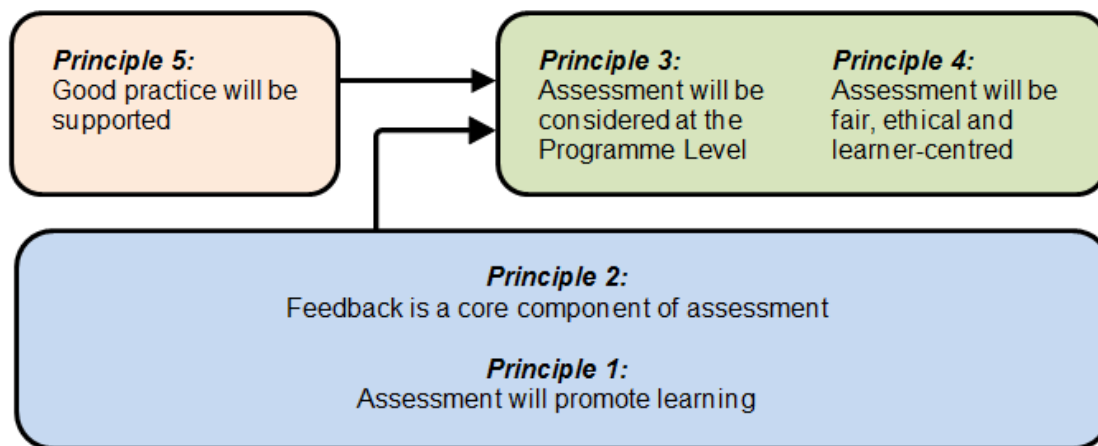 Principle 5:
Good practice will be
supported
Principle 3:
Assessment will be
considered at the
Programme Level
Principle 4:
Assessment will be
fair, ethical and
learner-centred
Principle 2:
Feedback is a core component of assessment
Principle 1:
Assessment will promote learning